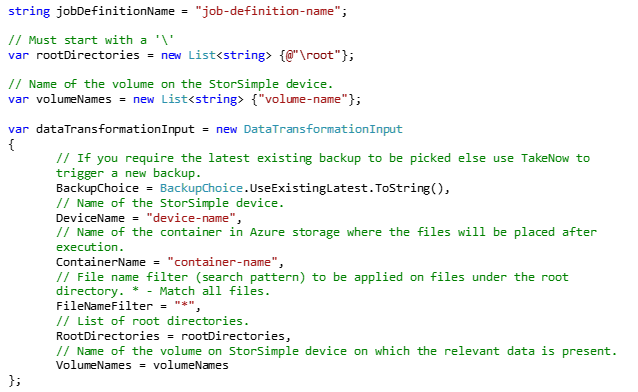 string jobDefinitionName = "job-definition-name";

// Must start with a '\'
var rootDirectories = new List<string> {@"\root"};

// Name of the volume on the StorSimple device.
var volumeNames = new List<string> {"volume-name"};

var dataTransformationInput = new DataTransformationInput
{
// If you require the latest existing backup to be picked else use TakeNow to
trigger a new backup.
BackupChoice = BackupChoice.UseExistingLatest.ToString(),
// Name of the StorSimple device.
DeviceName = "device-name",
// Name of the container in Azure storage where the files will be placed after
execution.
ContainerName = "container-name",
// File name filter (search pattern) to be applied on files under the root
directory. * - Match all files.
FileNameFilter = "*",
// List of root directories.
RootDirectories = rootDirectories,
// Name of the volume on StorSimple device on which the relevant data is present.
VolumeNames = volumeNames
};